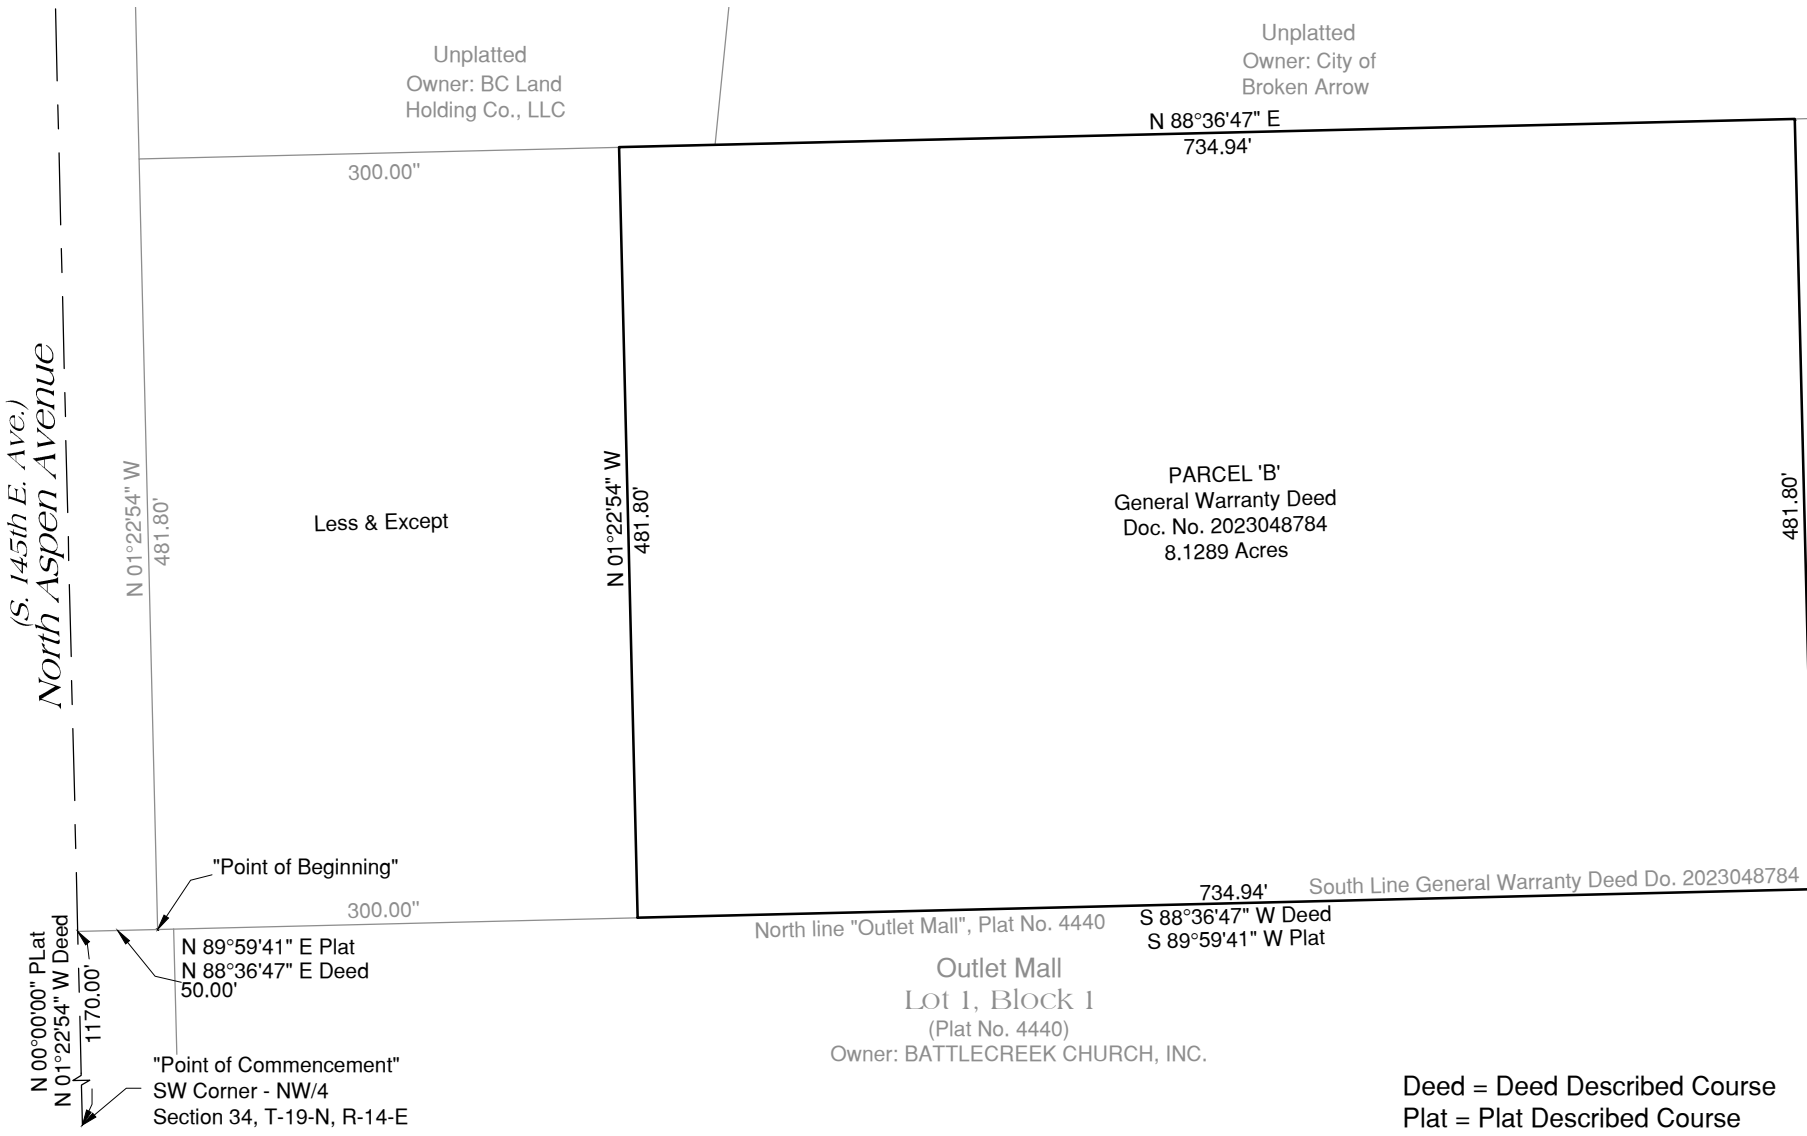 Unplatted
Owner: BC Land
Holding Co., LLC
Unplatted
Owner: City of
Broken Arrow
N 88°36'47" E
734.94'
300.00"
(S. 145th E. Ave.)
North Aspen Avenue
N 01°22'54" W
481.80'
Less & Except
N 01°22'54" W
481.80'
PARCEL 'B'
General Warranty Deed
Doc. No. 2023048784
8.1289 Acres
481.80'
"Point of Beginning"
300.00"
734.94'
South Line General Warranty Deed Do. 2023048784
North line "Outlet Mall", Plat No. 4440
S 88°36'47" W Deed
S 89°59'41" W Plat
N 89°59'41" E Plat
N 88°36'47" E Deed
50.00'
N 00°00'00" PLat
N 01°22'54" W Deed
1170.00'
Outlet Mall
Lot 1, Block 1
(Plat No. 4440)
Owner: BATTLECREEK CHURCH, INC.
"Point of Commencement"
SW Corner - NW/4
Section 34, T-19-N, R-14-E
Deed = Deed Described Course
Plat = Plat Described Course